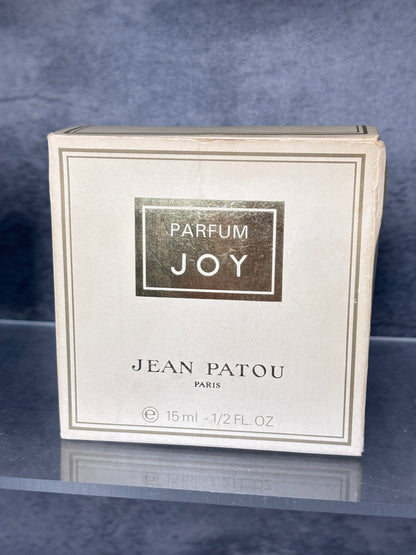 PARFUM
JOY
JEAN PATOU
PARIS
℮ 15 ml - 1/2 FL. OZ